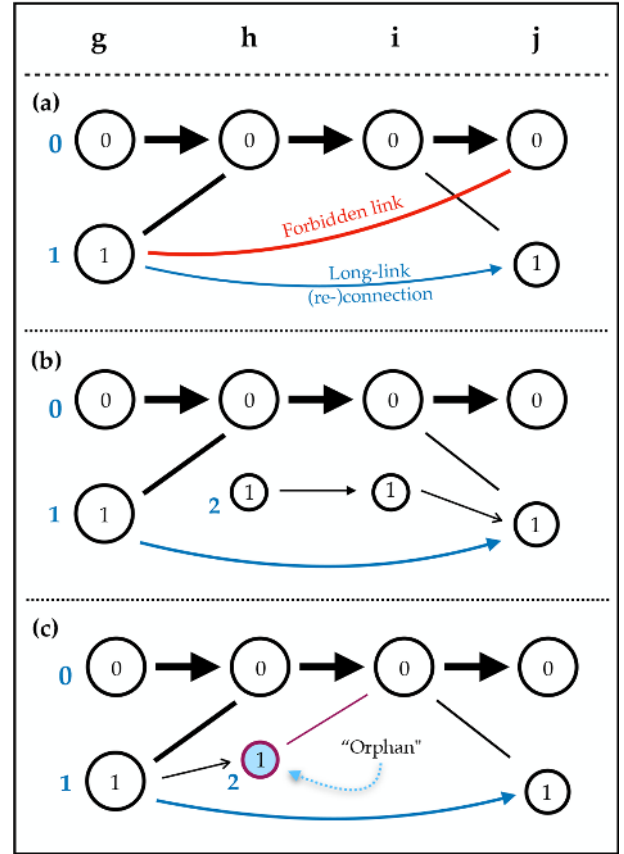 g h i j
(a)
0 0 0 0 0
Forbidden link
1 1 1
Long-link
(re-)connection
(b)
0 0 0 0 0
1 1 2 1 1 1
(c)
0 0 0 0 0
"Orphan"
1 1 2 1 1